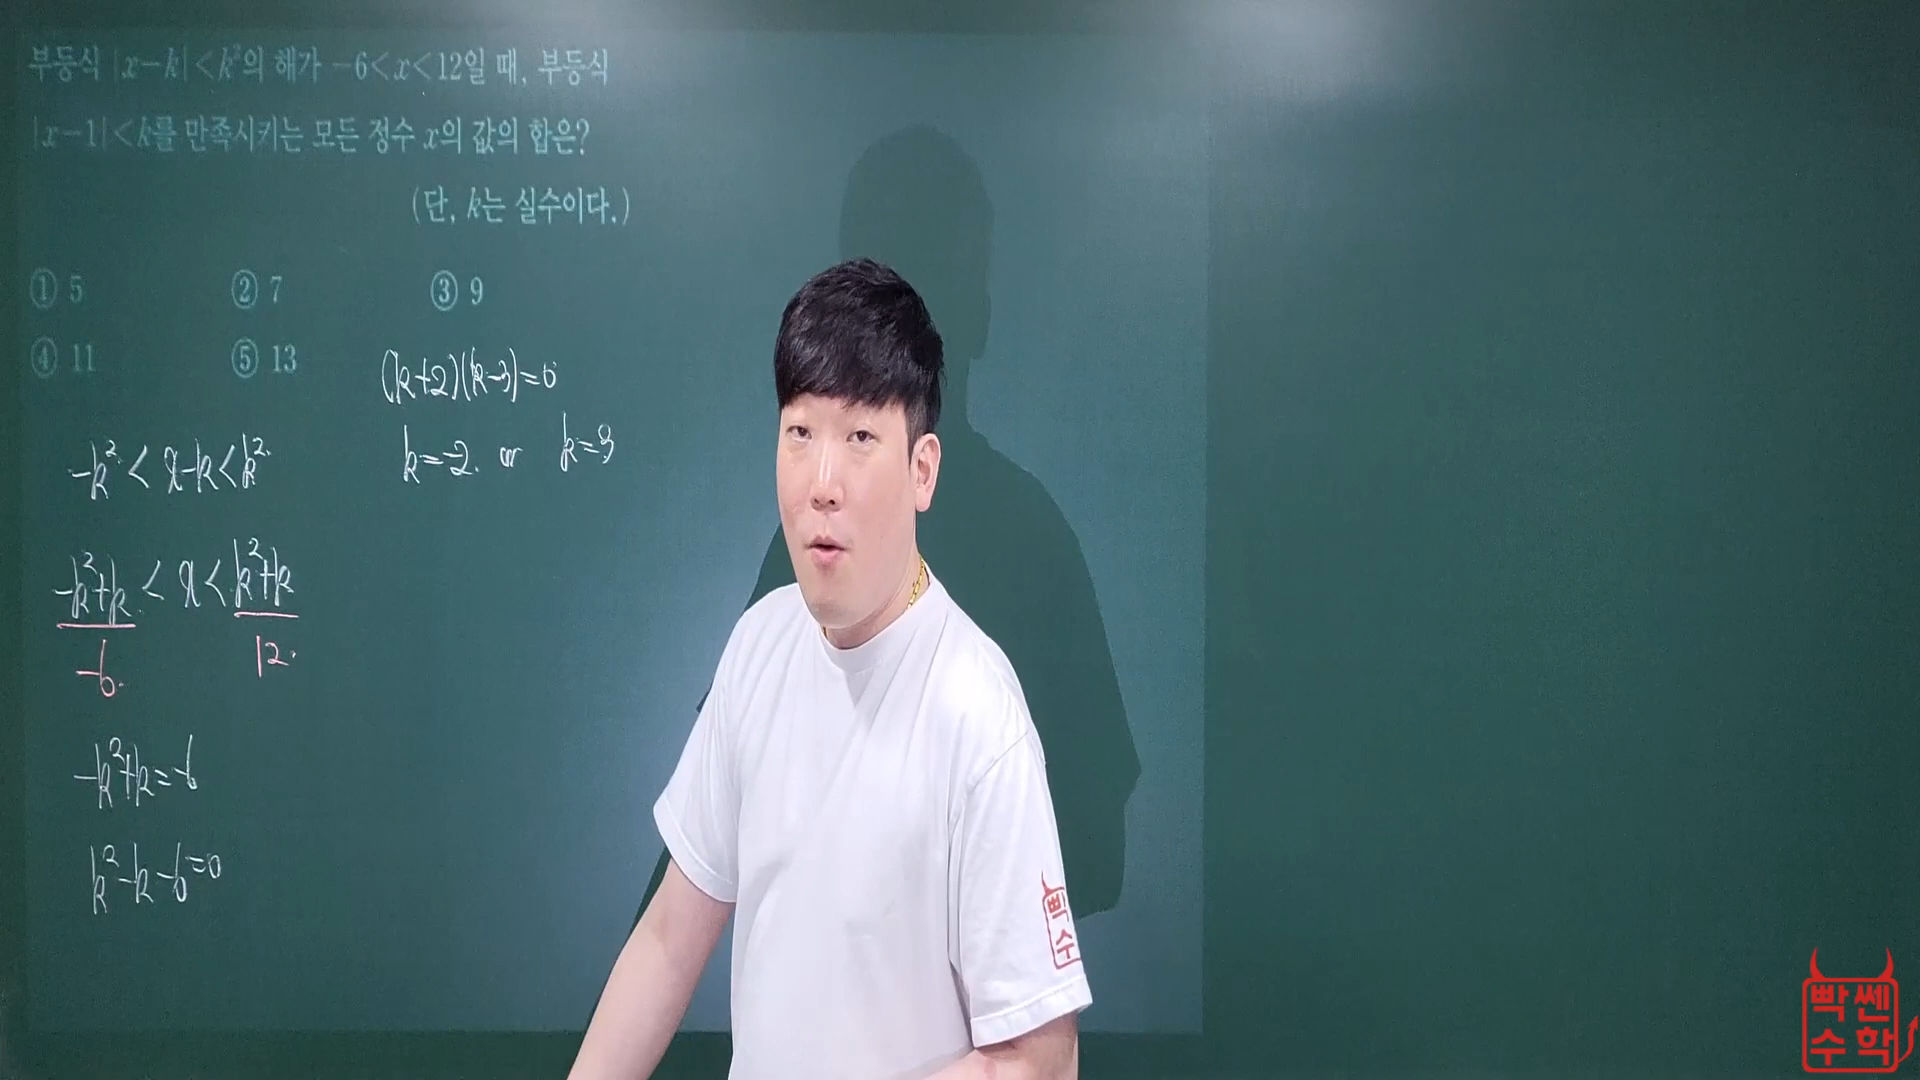 부등식 |x-k|<k²의 해가 -6<x<12일 때, 부등식
|x-1|<k를 만족시키는 모든 정수 x의 값의 합은?
(단, k는 실수이다.)
① 5 ② 7 ③ 9
④ 11 ⑤ 13
-k²<x-k<k²
-k²+k<x<k²+k
-6 12
-k²+k=-6
k²-k-6=0
(k+2)(k-3)=0
k=-2 or k=3
빡수
빡쎈
수학